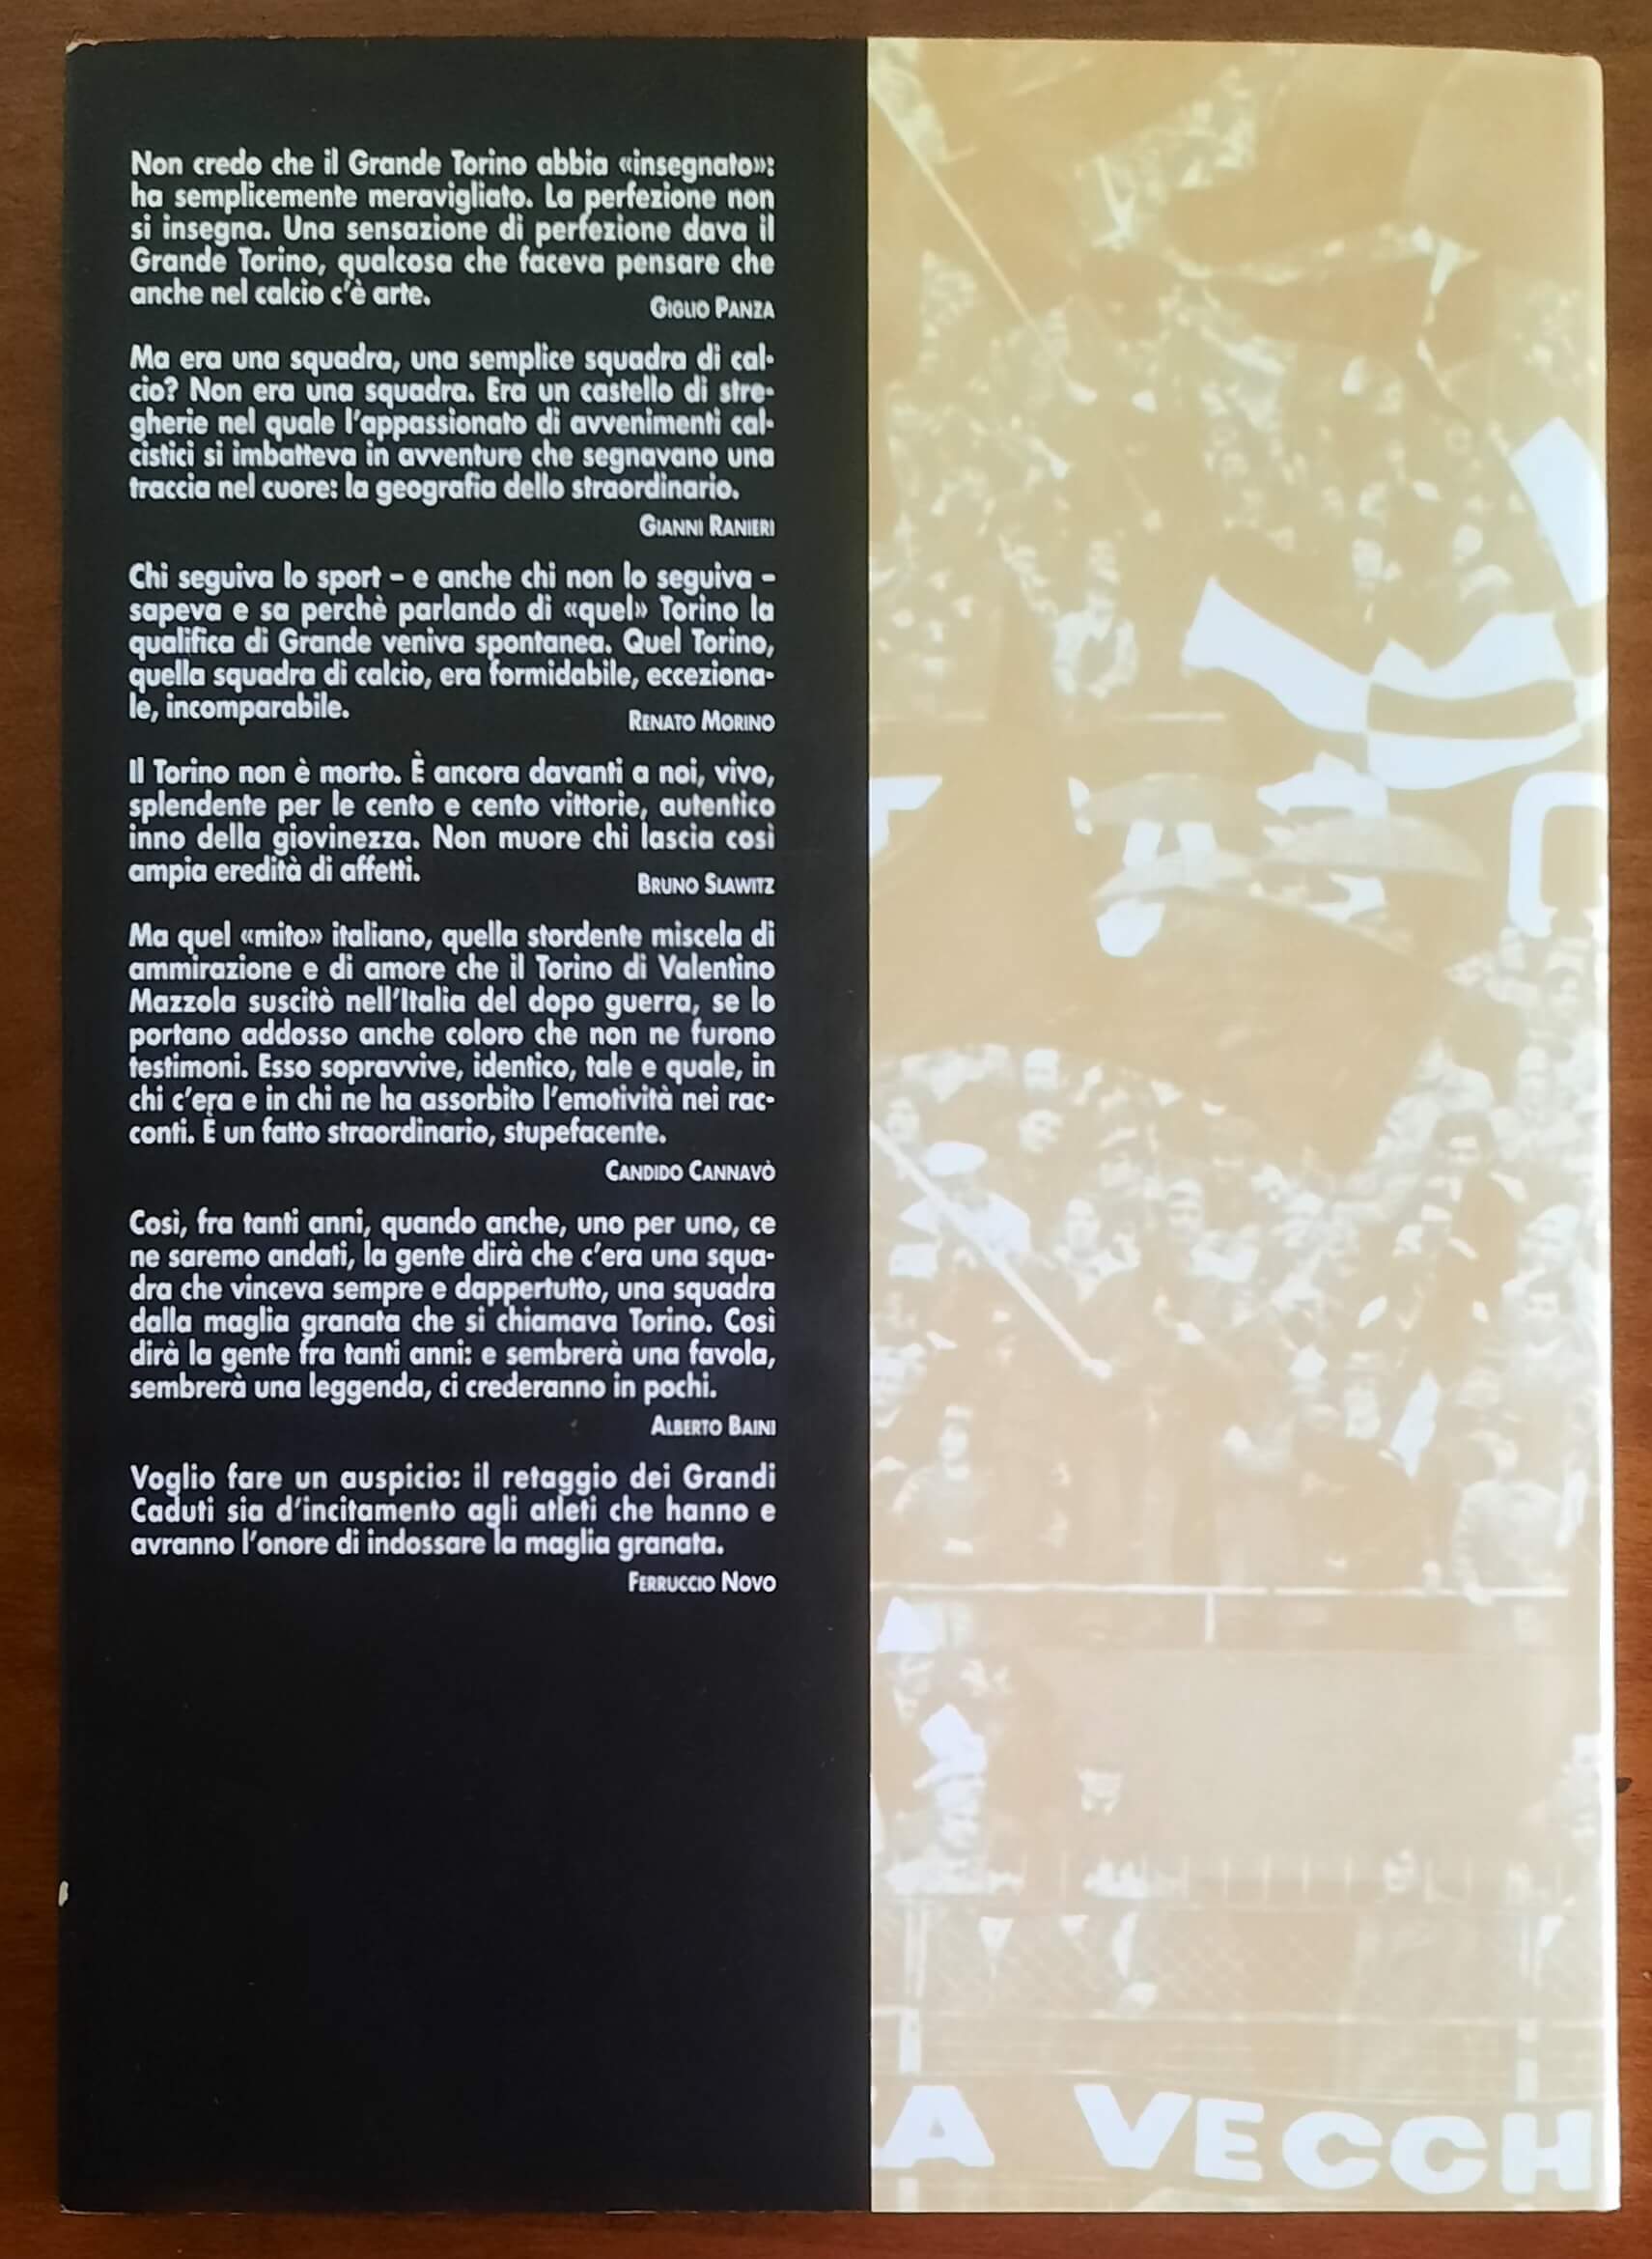 Non credo che il Grande Torino abbia «insegnato»:
ha semplicemente meravigliato. La perfezione non
si insegna. Una sensazione di perfezione dava il
Grande Torino, qualcosa che faceva pensare che
anche nel calcio c'è arte.
GIGLIO PANZA
Ma era una squadra, una semplice squadra di cal-
cio? Non era una squadra. Era un castello di stre-
gherie nel quale l'appassionato di avvenimenti cal-
cistici si imbatteva in avventure che segnavano una
traccia nel cuore: la geografia dello straordinario.
GIANNI RANIERI
Chi seguiva lo sport – e anche chi non lo seguiva –
sapeva e sa perchè parlando di «quel» Torino la
qualifica di Grande veniva spontanea. Quel Torino,
quella squadra di calcio, era formidabile, ecceziona-
le, incomparabile.
RENATO MORINO
Il Torino non è morto. È ancora davanti a noi, vivo,
splendente per le cento e cento vittorie, autentico
inno della giovinezza. Non muore chi lascia così
ampia eredità di affetti.
BRUNO SLAWITZ
Ma quel «mito» italiano, quella stordente miscela di
ammirazione e di amore che il Torino di Valentino
Mazzola suscitò nell'Italia del dopo guerra, se lo
portano addosso anche coloro che non ne furono
testimoni. Esso sopravvive, identico, tale e quale, in
chi c'era e in chi ne ha assorbito l'emotività nei rac-
conti. È un fatto straordinario, stupefacente.
CANDIDO CANNAVÒ
Così, fra tanti anni, quando anche, uno per uno, ce
ne saremo andati, la gente dirà che c'era una squa-
dra che vinceva sempre e dappertutto, una squadra
dalla maglia granata che si chiamava Torino. Così
dirà la gente fra tanti anni: e sembrerà una favola,
sembrerà una leggenda, ci crederanno in pochi.
ALBERTO BAINI
Voglio fare un auspicio: il retaggio dei Grandi
Caduti sia d'incitamento agli atleti che hanno e
avranno l'onore di indossare la maglia granata.
FERRUCCIO NOVO
A VECCH